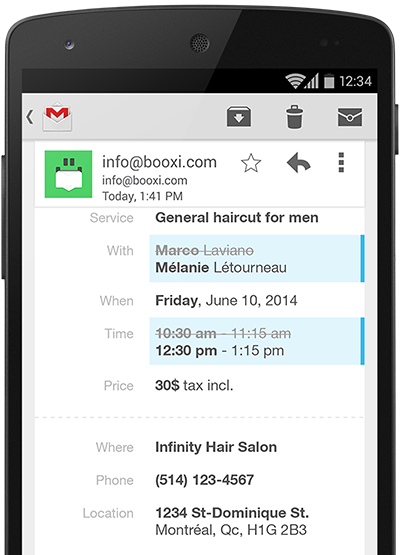 12:34
info@booxi.com
info@booxi.com
Today, 1:41 PM
Service General haircut for men
With Marco Laviano
Mélanie Létourneau
When Friday, June 10, 2014
Time 10:30 am - 11:15 am
12:30 pm - 1:15 pm
Price 30$ tax incl.
Where Infinity Hair Salon
Phone (514) 123-4567
Location 1234 St-Dominique St.
Montréal, Qc, H1G 2B3